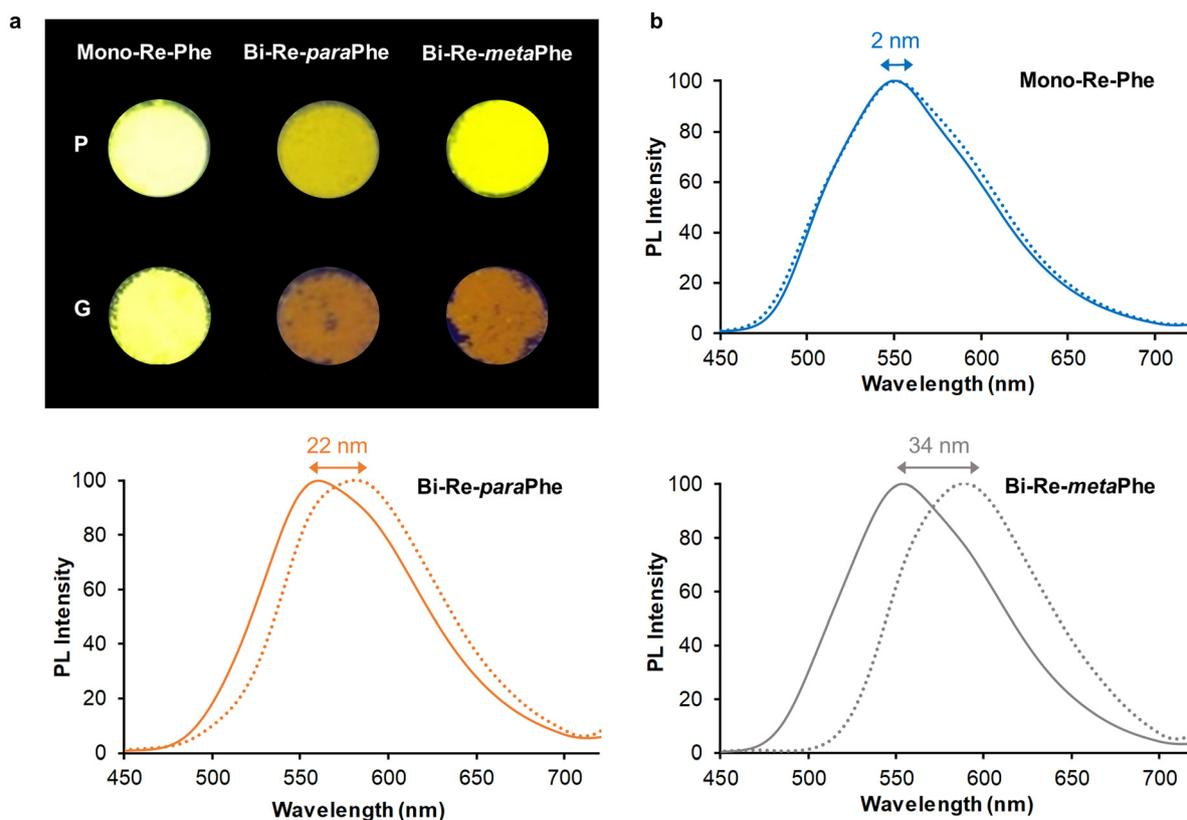 a
Mono-Re-Phe Bi-Re-paraPhe Bi-Re-metaPhe
P
G
b
2 nm
Mono-Re-Phe
PL Intensity
100
80
60
40
20
0
450 500 550 600 650 700
Wavelength (nm)
22 nm
Bi-Re-paraPhe
PL Intensity
100
80
60
40
20
0
450 500 550 600 650 700
Wavelength (nm)
34 nm
Bi-Re-metaPhe
PL Intensity
100
80
60
40
20
0
450 500 550 600 650 700
Wavelength (nm)